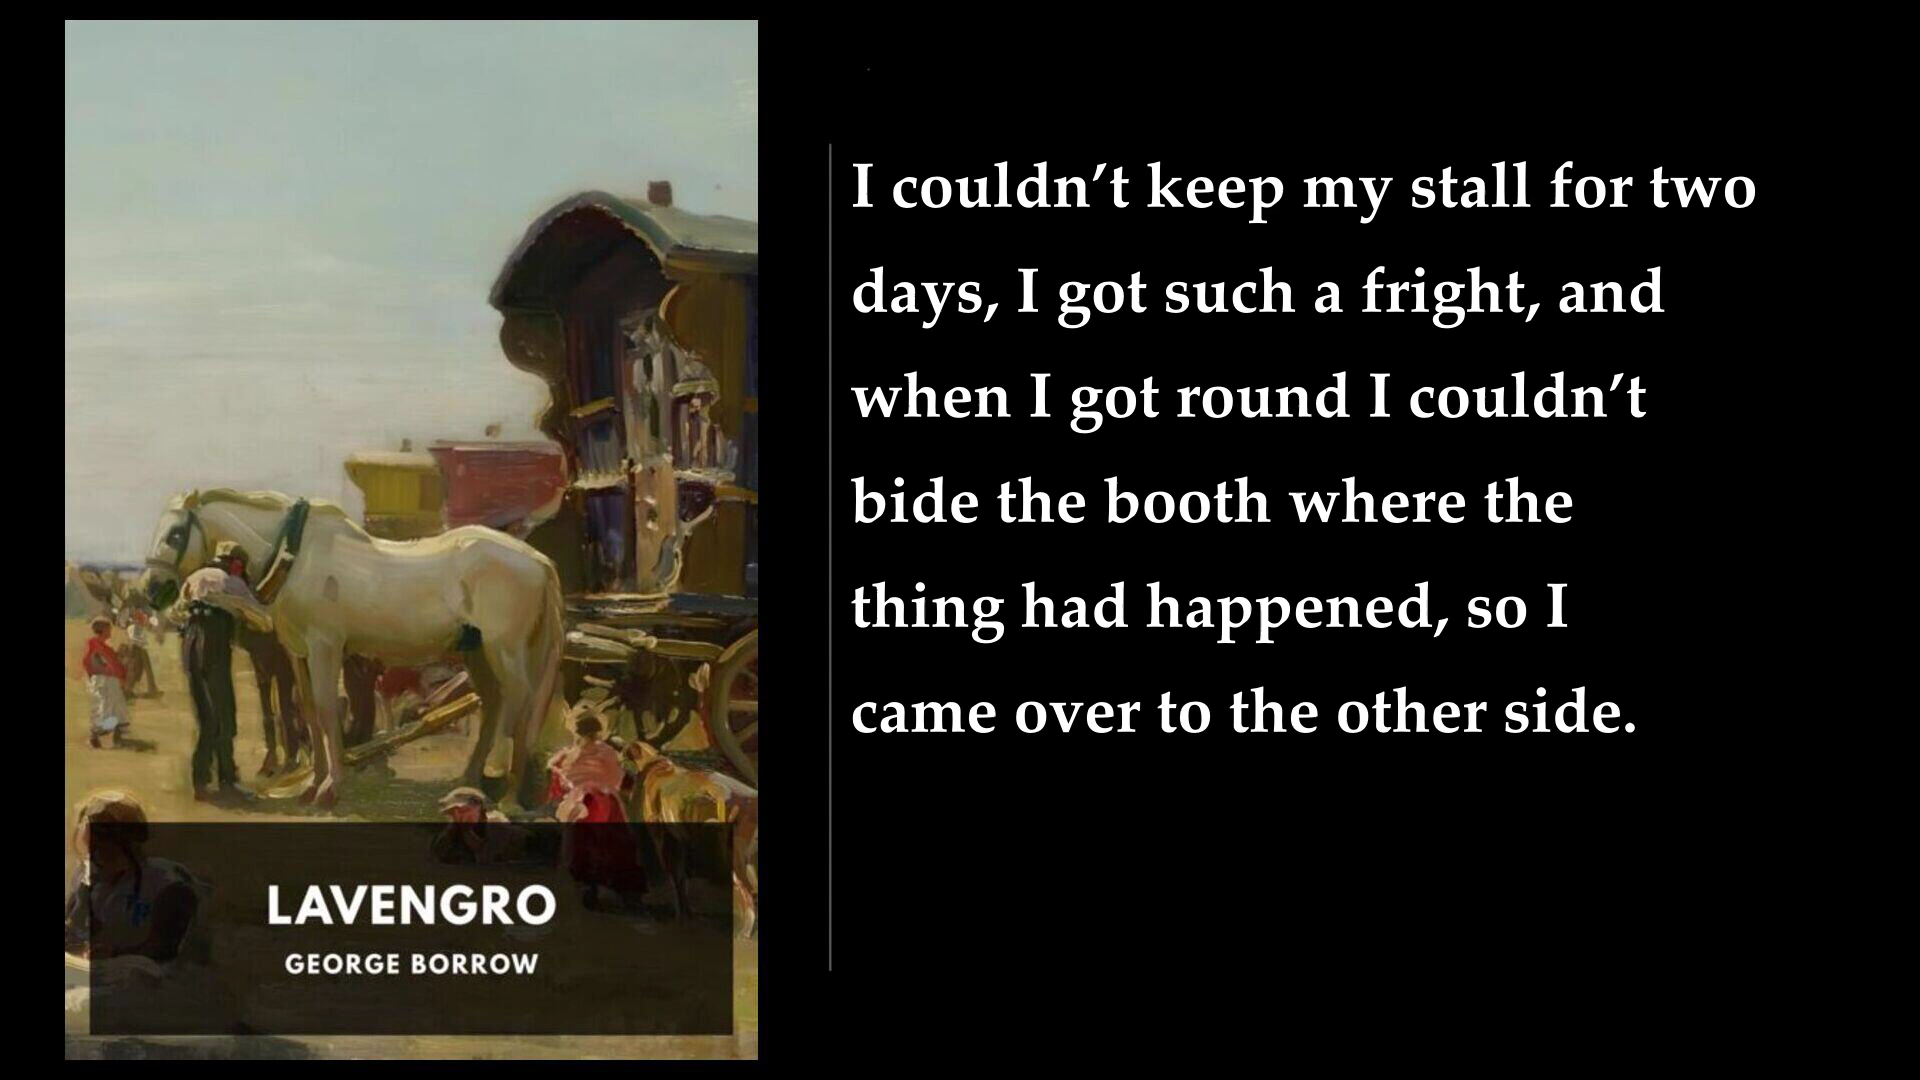 I couldn’t keep my stall for two
days, I got such a fright, and
when I got round I couldn’t
bide the booth where the
thing had happened, so I
came over to the other side.
LAVENGRO
GEORGE BORROW